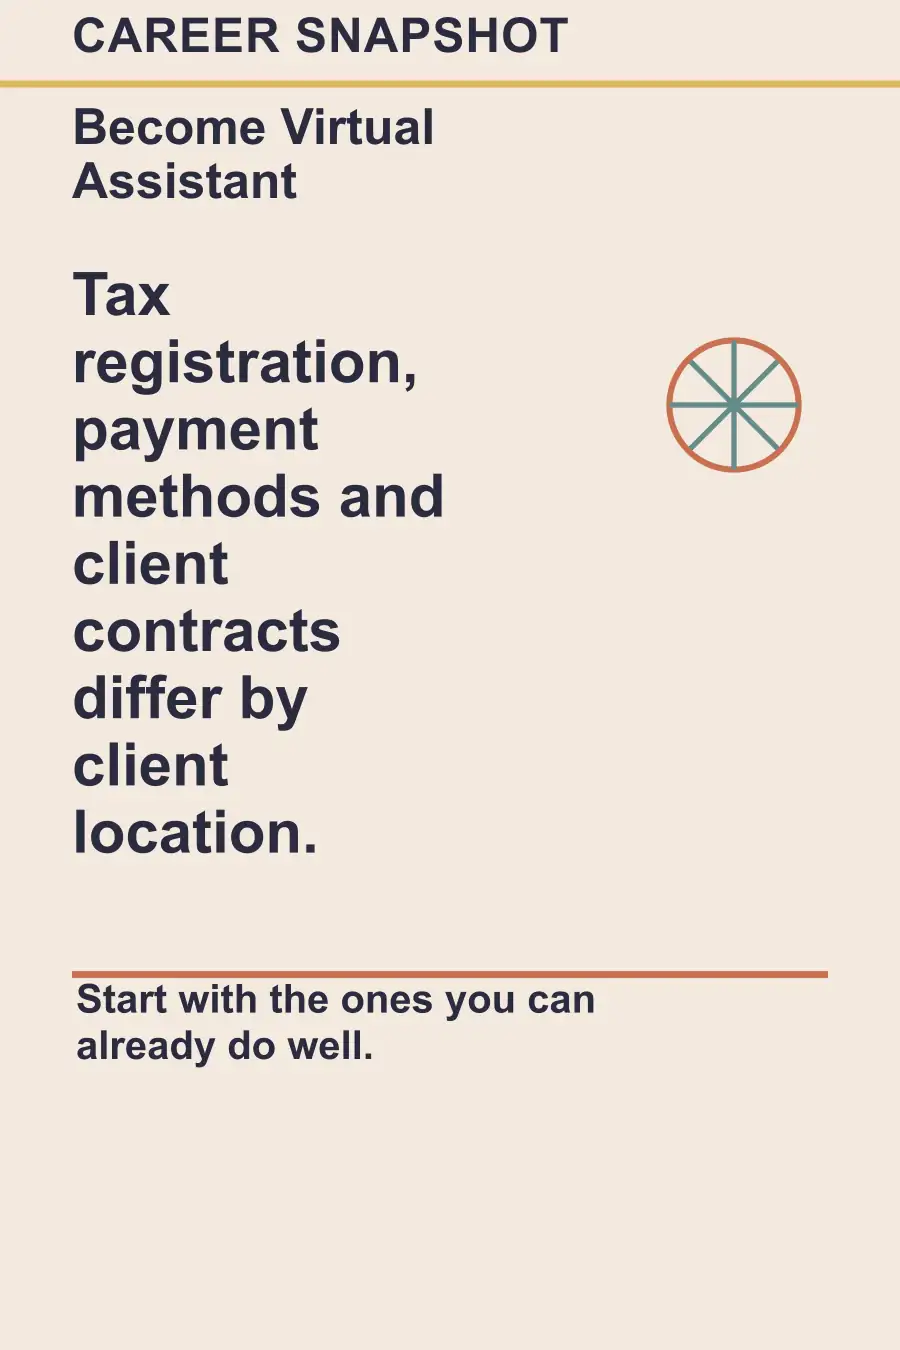 CAREER SNAPSHOT
Become Virtual
Assistant
Tax
registration,
payment
methods and
client
contracts
differ by
client
location.
Start with the ones you can
already do well.